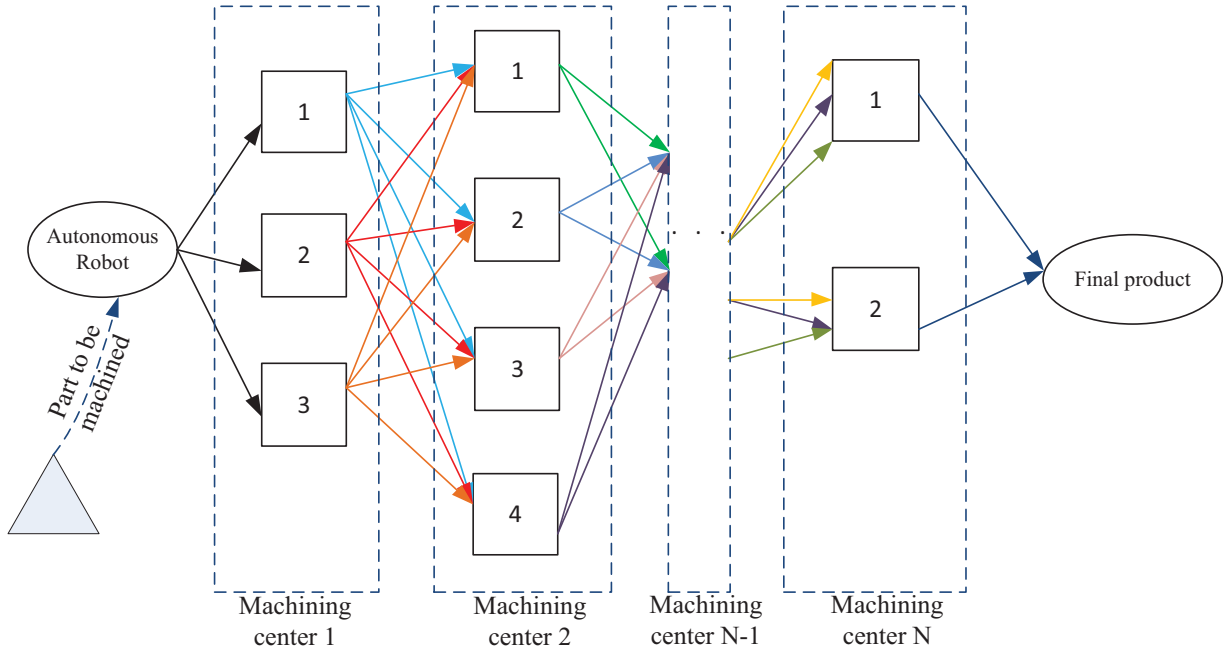 Autonomous
Robot
Part to be
machined
1
2
3
Machining
center 1
1
2
3
4
Machining
center 2
. . .
Machining
center N-1
1
2
Machining
center N
Final product